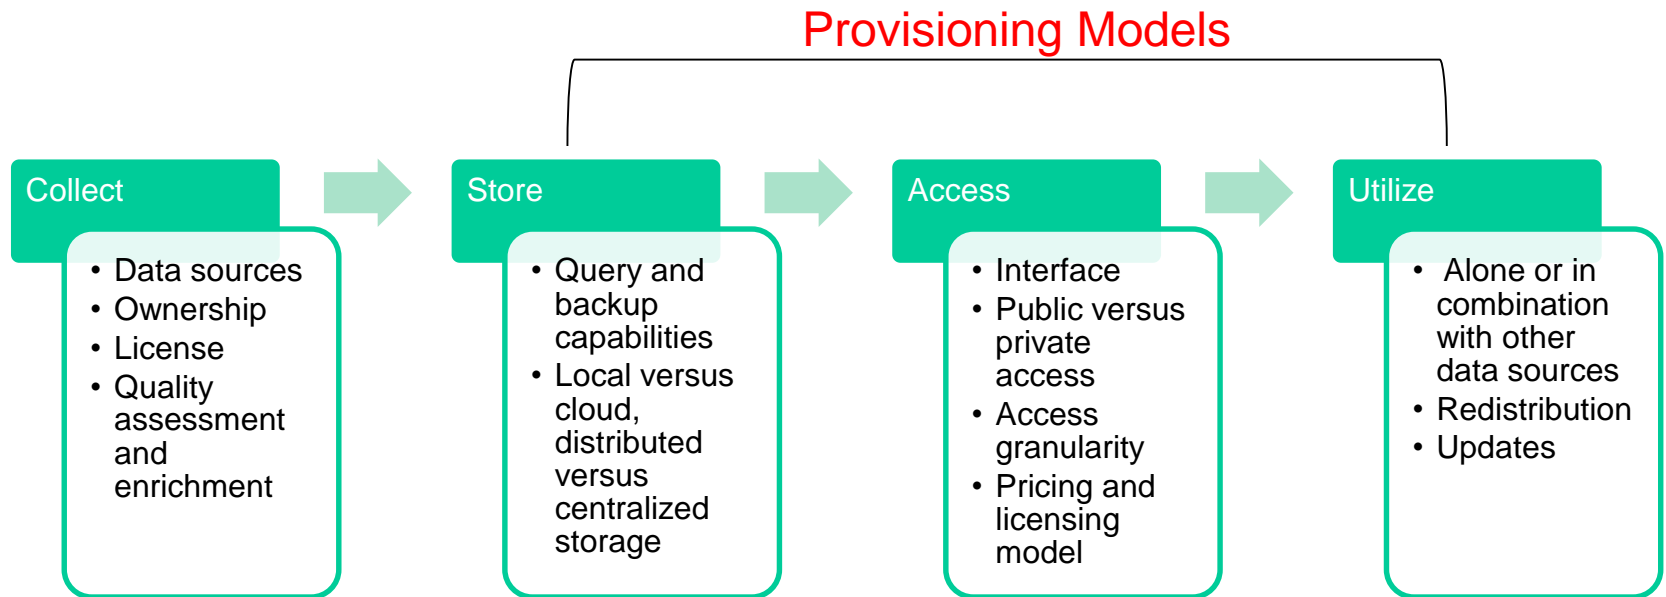 Provisioning Models
Collect
• Data sources
• Ownership
• License
• Quality
assessment
and
enrichment
Store
• Query and
backup
capabilities
• Local versus
cloud,
distributed
versus
centralized
storage
Access
• Interface
• Public versus
private
access
• Access
granularity
• Pricing and
licensing
model
Utilize
• Alone or in
combination
with other
data sources
• Redistribution
• Updates